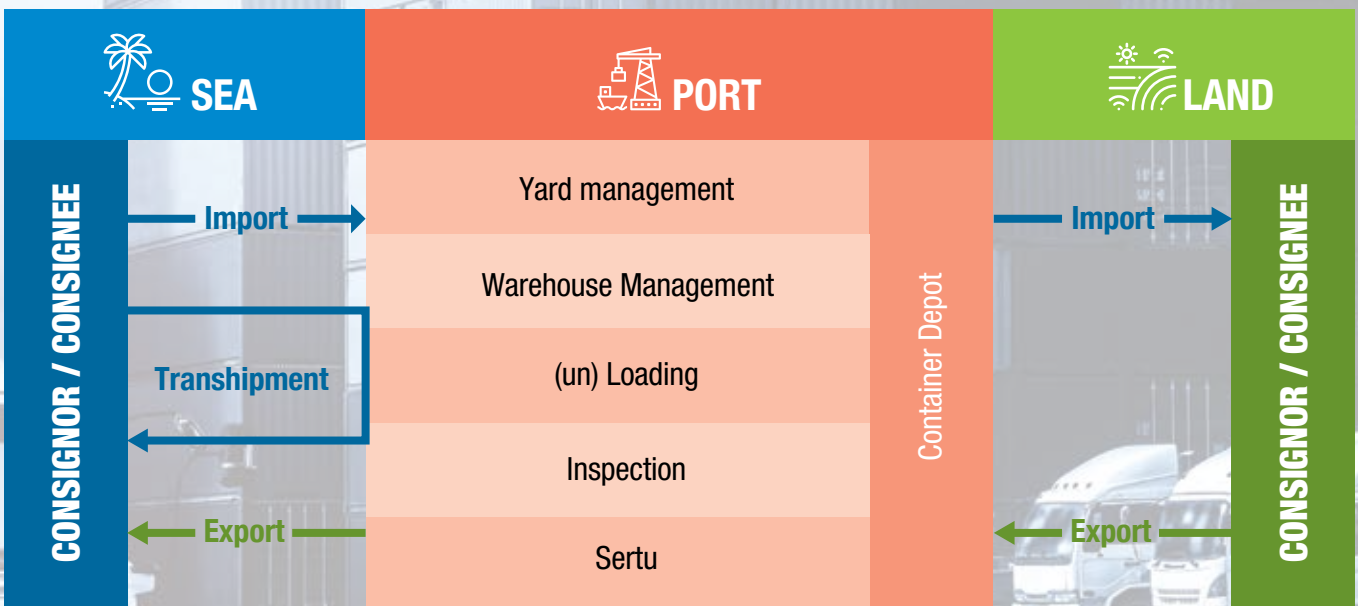 SEA
PORT
LAND
CONSIGNOR / CONSIGNEE
Import
Transhipment
Export
Yard management
Warehouse Management
(un) Loading
Inspection
Sertu
Container Depot
Import
Export
CONSIGNOR / CONSIGNEE